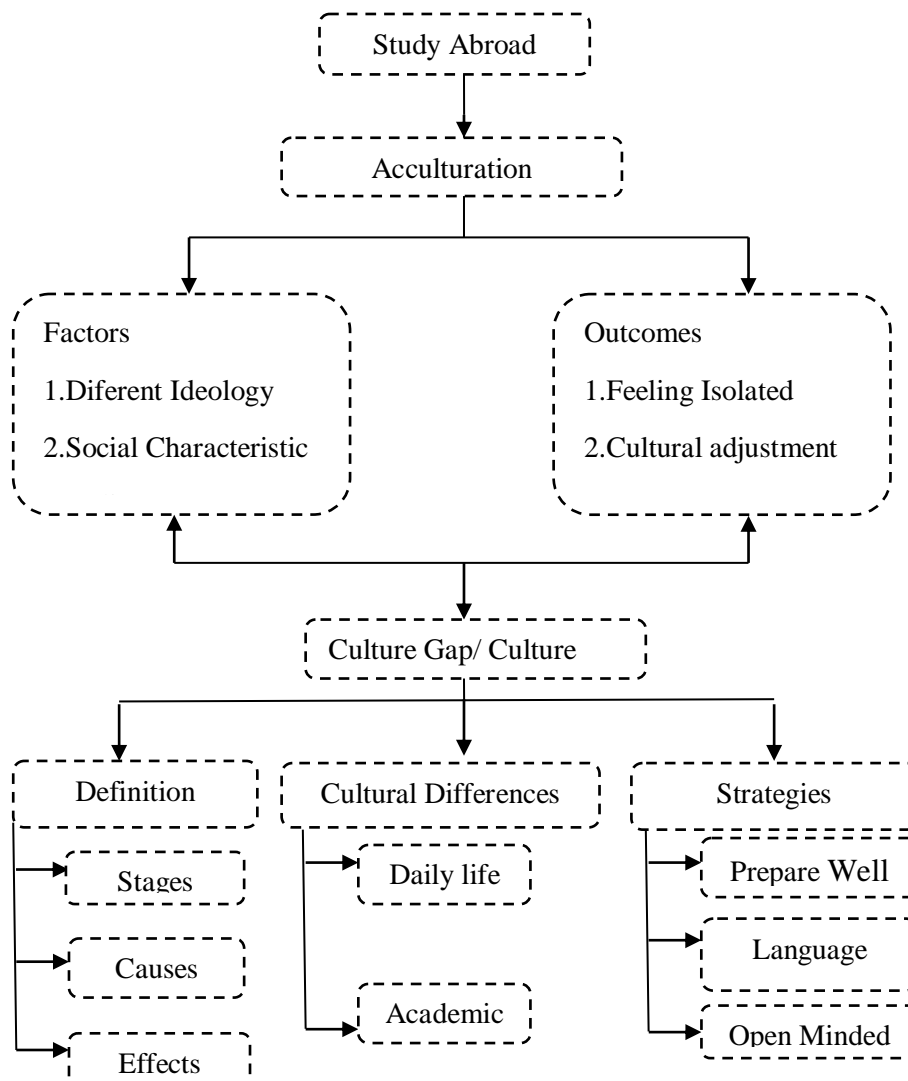 Study Abroad
Acculturation
Factors
1.Diferent Ideology
2.Social Characteristic
Outcomes
1.Feeling Isolated
2.Cultural adjustment
Culture Gap/ Culture
Definition
Cultural Differences
Strategies
Stages
Causes
Effects
Daily life
Academic
Prepare Well
Language
Open Minded